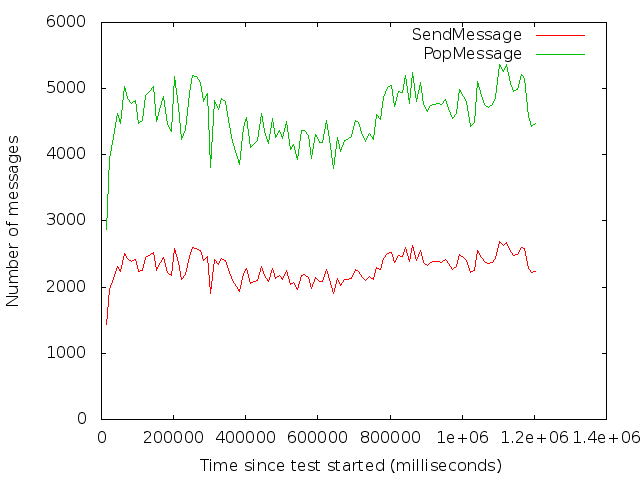 6000
5000
4000
3000
2000
1000
0
Number of messages
SendMessage
PopMessage
0 200000 400000 600000 800000 1e+06 1.2e+06 1.4e+06
Time since test started (milliseconds)